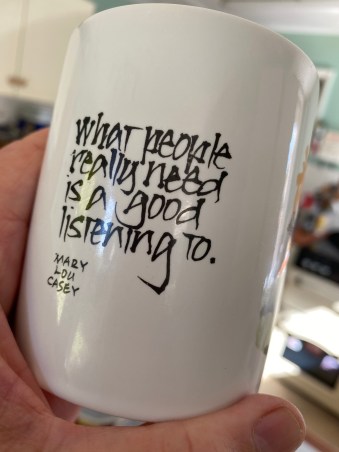 what people
really need
is a good
listening to.
MARY
LOU
CASEY